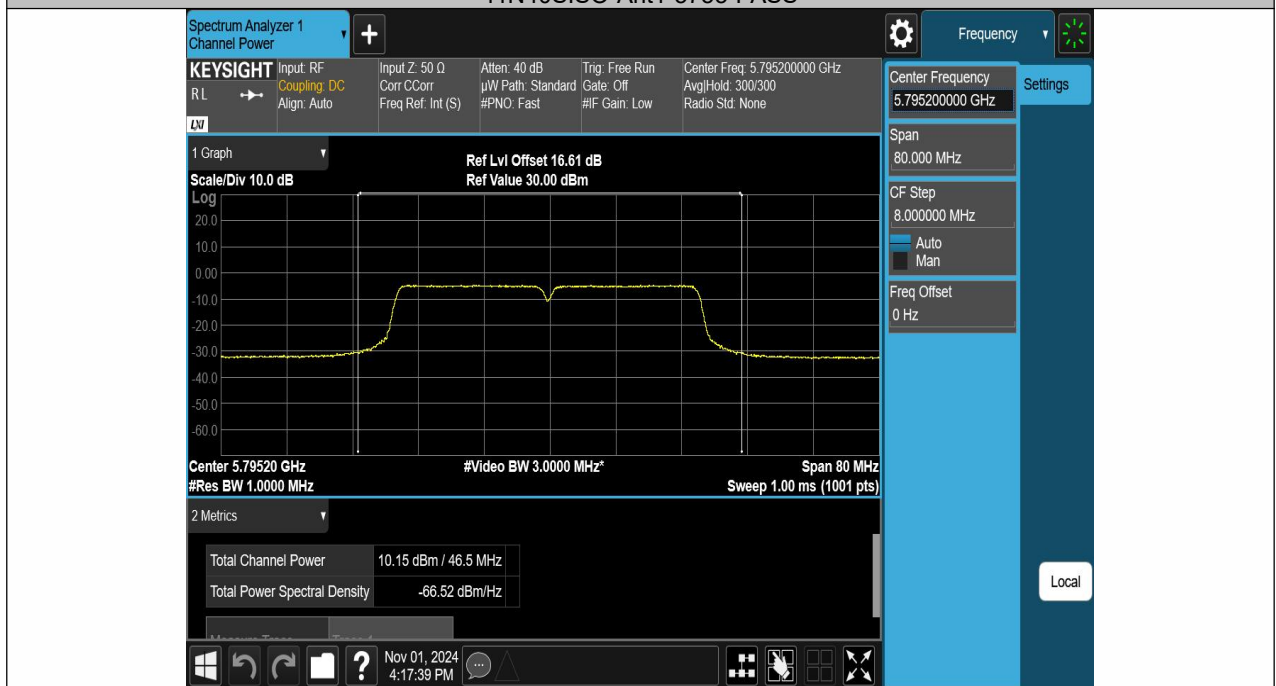 Spectrum Analyzer 1
Channel Power
+
Frequency
KEYSIGHT
R L
LXI
Input: RF
Coupling: DC
Align: Auto
Input Z: 50 Ω
Corr CCorr
Freq Ref: Int (S)
Atten: 40 dB
µW Path: Standard
#PNO: Fast
Trig: Free Run
Gate: Off
#IF Gain: Low
Center Freq: 5.795200000 GHz
Avg|Hold: 300/300
Radio Std: None
Center Frequency
5.795200000 GHz
Settings
Span
80.000 MHz
CF Step
8.000000 MHz
Auto
Man
Freq Offset
0 Hz
1 Graph
Ref Lvl Offset 16.61 dB
Scale/Div 10.0 dB
Ref Value 30.00 dBm
Log
20.0
10.0
0.00
-10.0
-20.0
-30.0
-40.0
-50.0
-60.0
Center 5.79520 GHz
#Video BW 3.0000 MHz*
Span 80 MHz
#Res BW 1.0000 MHz
Sweep 1.00 ms (1001 pts)
2 Metrics
Total Channel Power 10.15 dBm / 46.5 MHz
Total Power Spectral Density -66.52 dBm/Hz
Local
?
Nov 01, 2024
4:17:39 PM